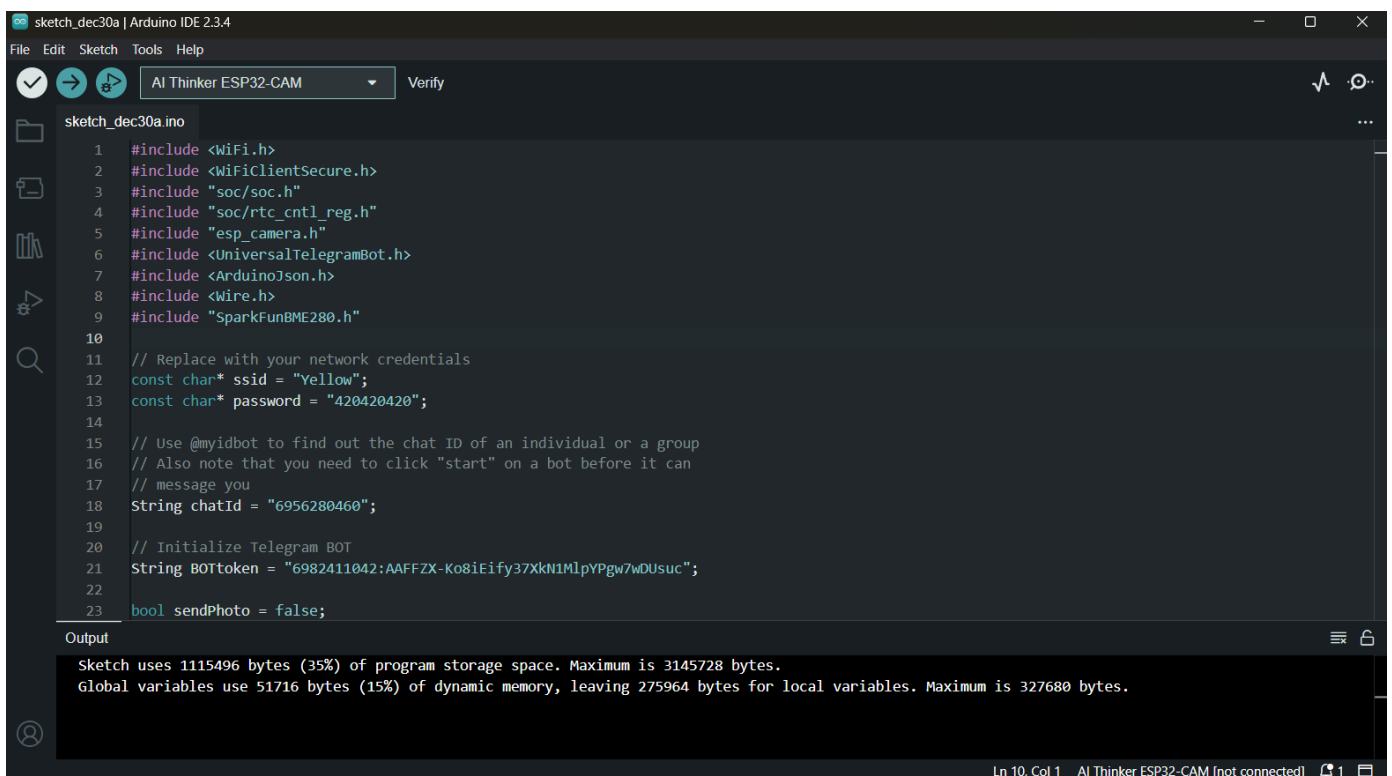 sketch_dec30a | Arduino IDE 2.3.4
File Edit Sketch Tools Help
AI Thinker ESP32-CAM
Verify
sketch_dec30a.ino
1 #include <WiFi.h>
2 #include <WiFiClientSecure.h>
3 #include "soc/soc.h"
4 #include "soc/rtc_cntl_reg.h"
5 #include "esp_camera.h"
6 #include <UniversalTelegramBot.h>
7 #include <ArduinoJson.h>
8 #include <Wire.h>
9 #include "SparkFunBME280.h"
10
11 // Replace with your network credentials
12 const char* ssid = "Yellow";
13 const char* password = "420420420";
14
15 // Use @myidbot to find out the chat ID of an individual or a group
16 // Also note that you need to click "start" on a bot before it can
17 // message you
18 String chatId = "6956280460";
19
20 // Initialize Telegram BOT
21 String BOTtoken = "6982411042:AAFFZX-Ko8iEify37XkN1MlpYPgw7wDUsuc";
22
23 bool sendPhoto = false;
Output
Sketch uses 1115496 bytes (35%) of program storage space. Maximum is 3145728 bytes.
Global variables use 51716 bytes (15%) of dynamic memory, leaving 275964 bytes for local variables. Maximum is 327680 bytes.
Ln 10, Col 1 AI Thinker ESP32-CAM [not connected] 1